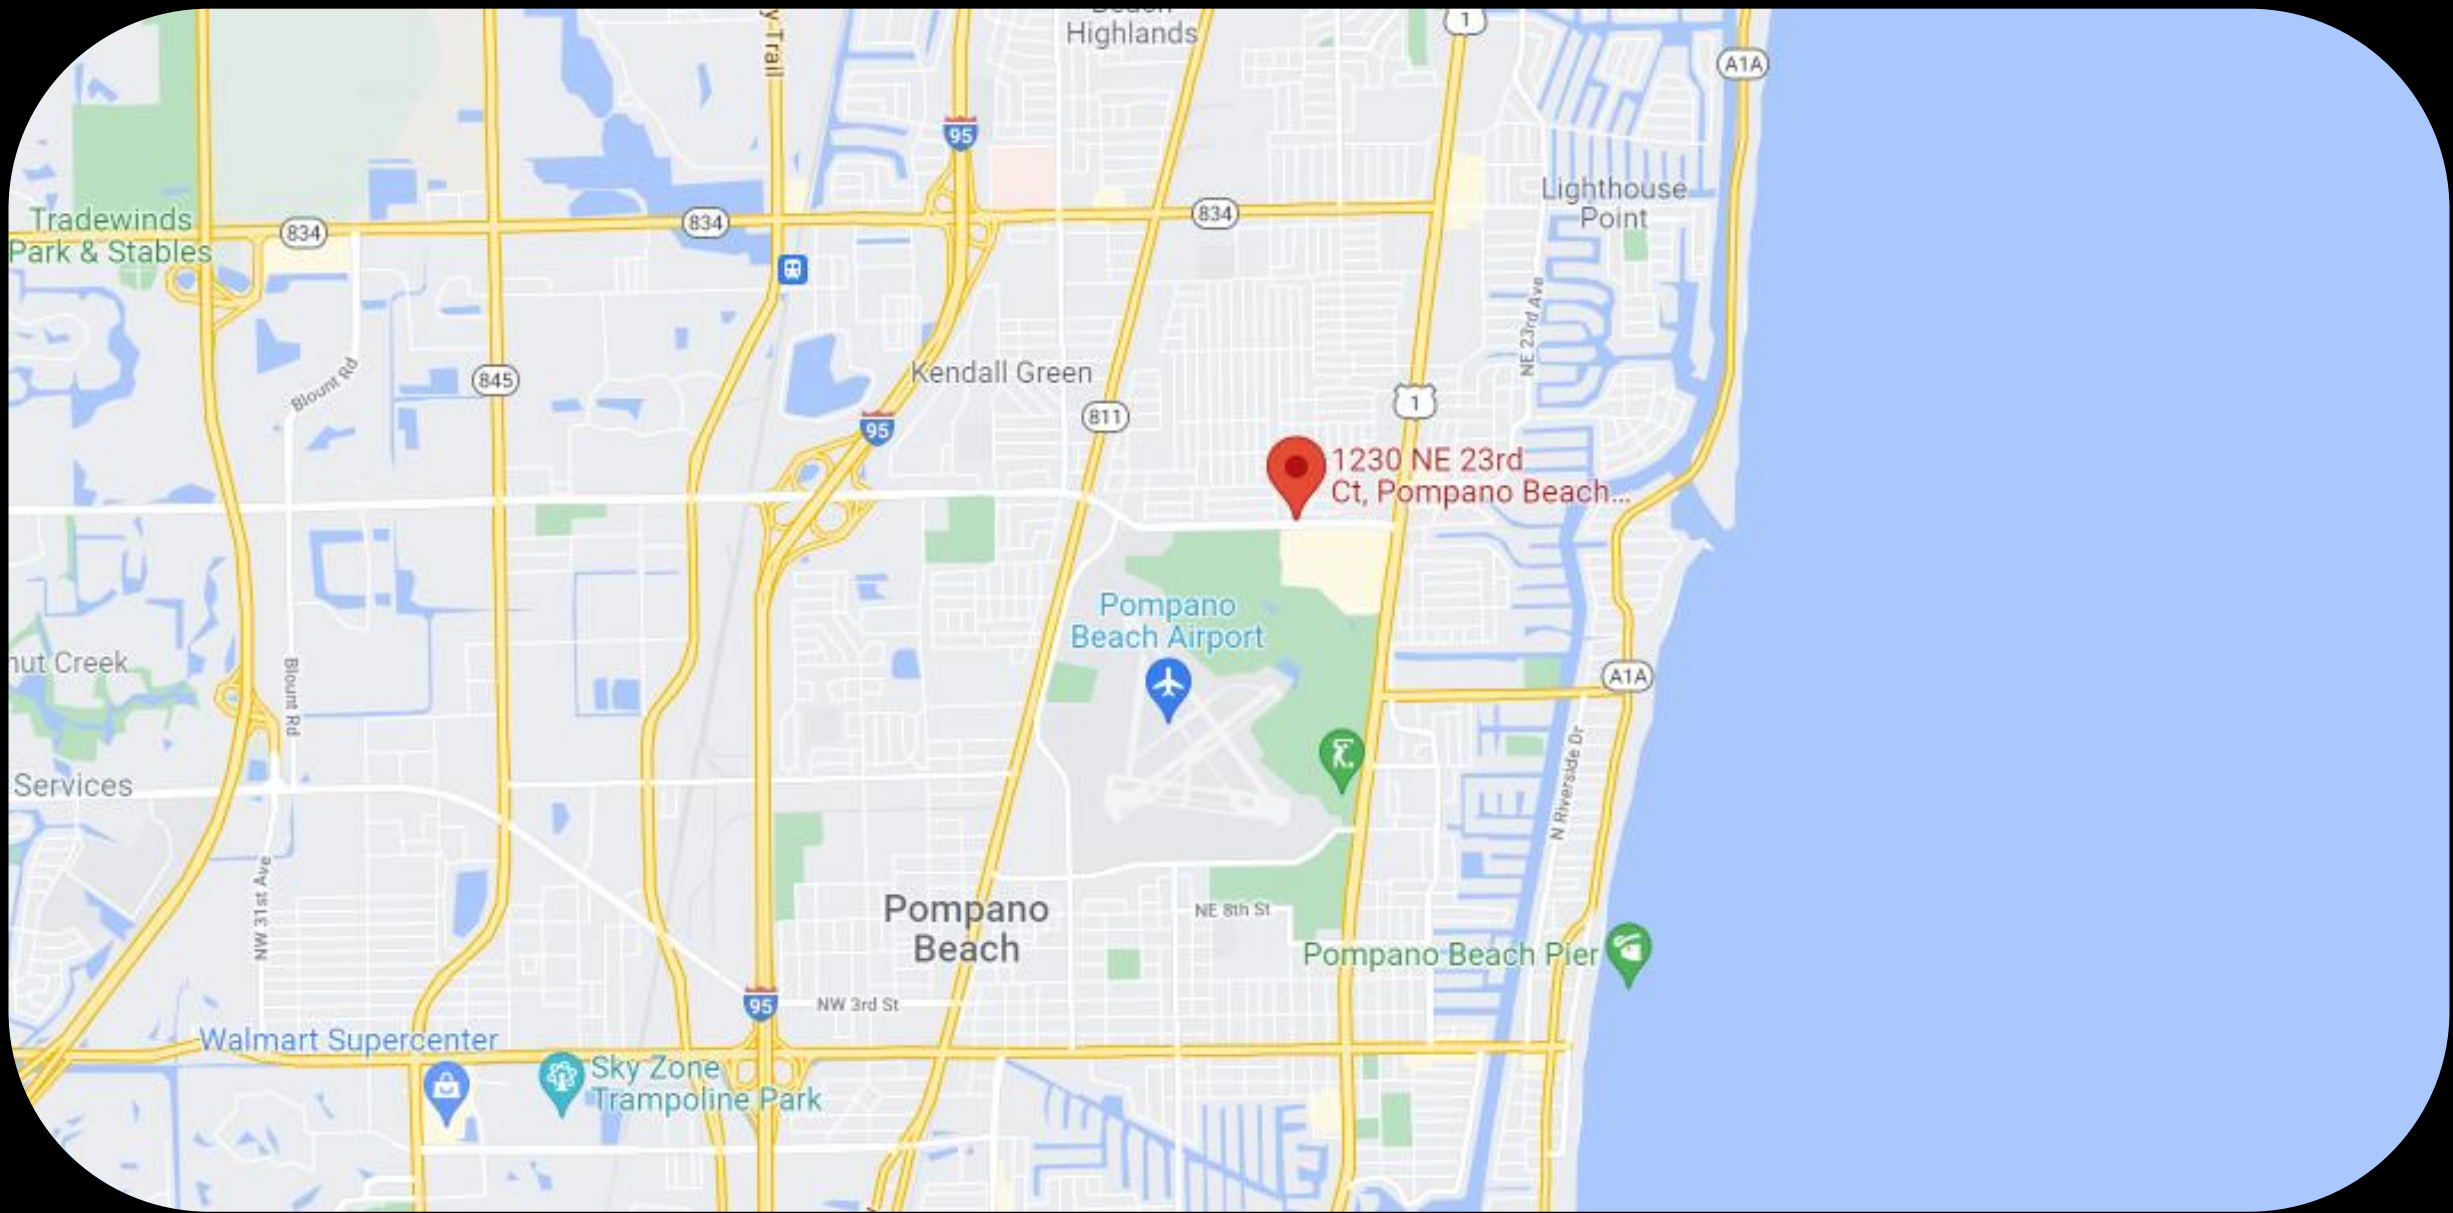 Highlands
1
y Trail
A1A
95
Lighthouse
Point
Tradewinds
Park & Stables
834
834
834
NE 23rd Ave
Blount Rd
845
Kendall Green
811
1
95
1230 NE 23rd
Ct, Pompano Beach...
Pompano
Beach Airport
nut Creek
Blount Rd
A1A
N Riverside Dr
Services
NW 31st Ave
Pompano
Beach
NE 8th St
Pompano Beach Pier
95
NW 3rd St
Walmart Supercenter
Sky Zone
Trampoline Park